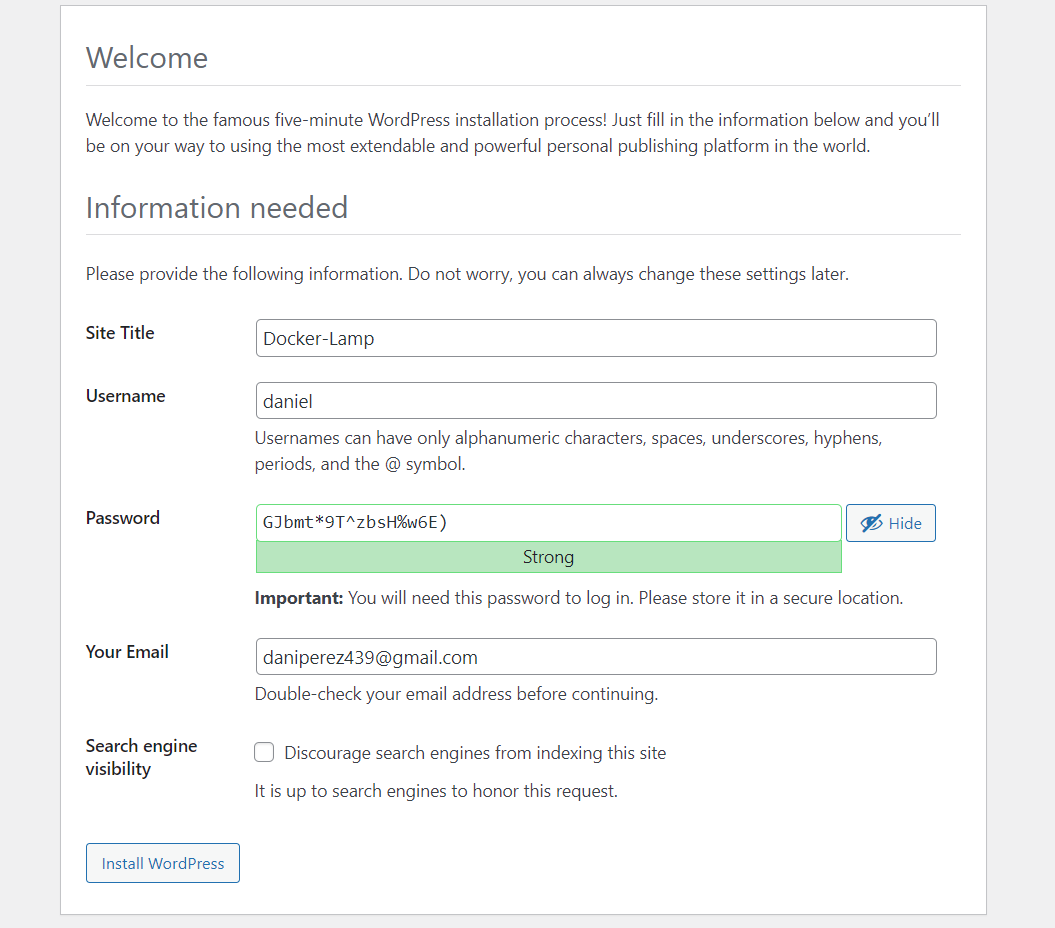 Welcome
Welcome to the famous five-minute WordPress installation process! Just fill in the information below and you’ll
be on your way to using the most extendable and powerful personal publishing platform in the world.
Information needed
Please provide the following information. Do not worry, you can always change these settings later.
Site Title
Docker-Lamp
Username
daniel
Usernames can have only alphanumeric characters, spaces, underscores, hyphens,
periods, and the @ symbol.
Password
GJbmt*9T^zbsH%w6E)
Hide
Strong
Important: You will need this password to log in. Please store it in a secure location.
Your Email
daniperez439@gmail.com
Double-check your email address before continuing.
Search engine
visibility
Discourage search engines from indexing this site
It is up to search engines to honor this request.
Install WordPress